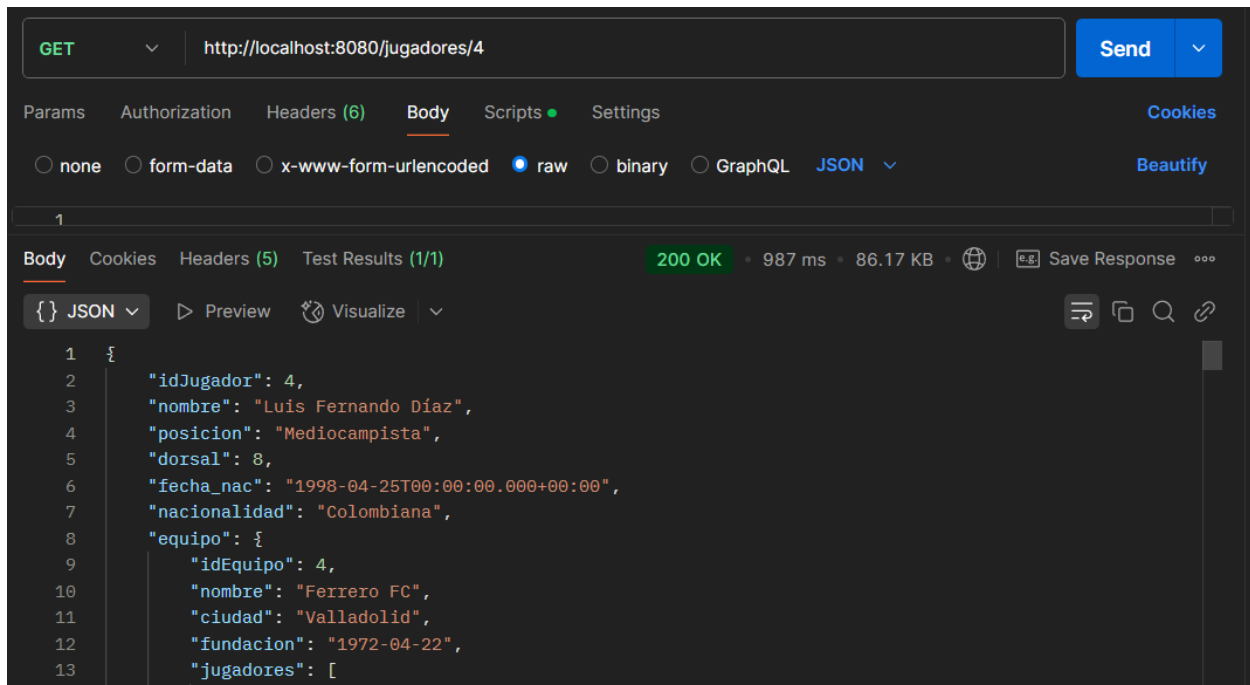 GET http://localhost:8080/jugadores/4 Send
Params Authorization Headers (6) Body Scripts Settings Cookies
none form-data x-www-form-urlencoded raw binary GraphQL JSON Beautify
1
Body Cookies Headers (5) Test Results (1/1) 200 OK • 987 ms • 86.17 KB • e.g. Save Response
{} JSON Preview Visualize
1 {
2 "idJugador": 4,
3 "nombre": "Luis Fernando Díaz",
4 "posicion": "Mediocampista",
5 "dorsal": 8,
6 "fecha_nac": "1998-04-25T00:00:00.000+00:00",
7 "nacionalidad": "Colombiana",
8 "equipo": {
9 "idEquipo": 4,
10 "nombre": "Ferrero FC",
11 "ciudad": "Valladolid",
12 "fundacion": "1972-04-22",
13 "jugadores": [